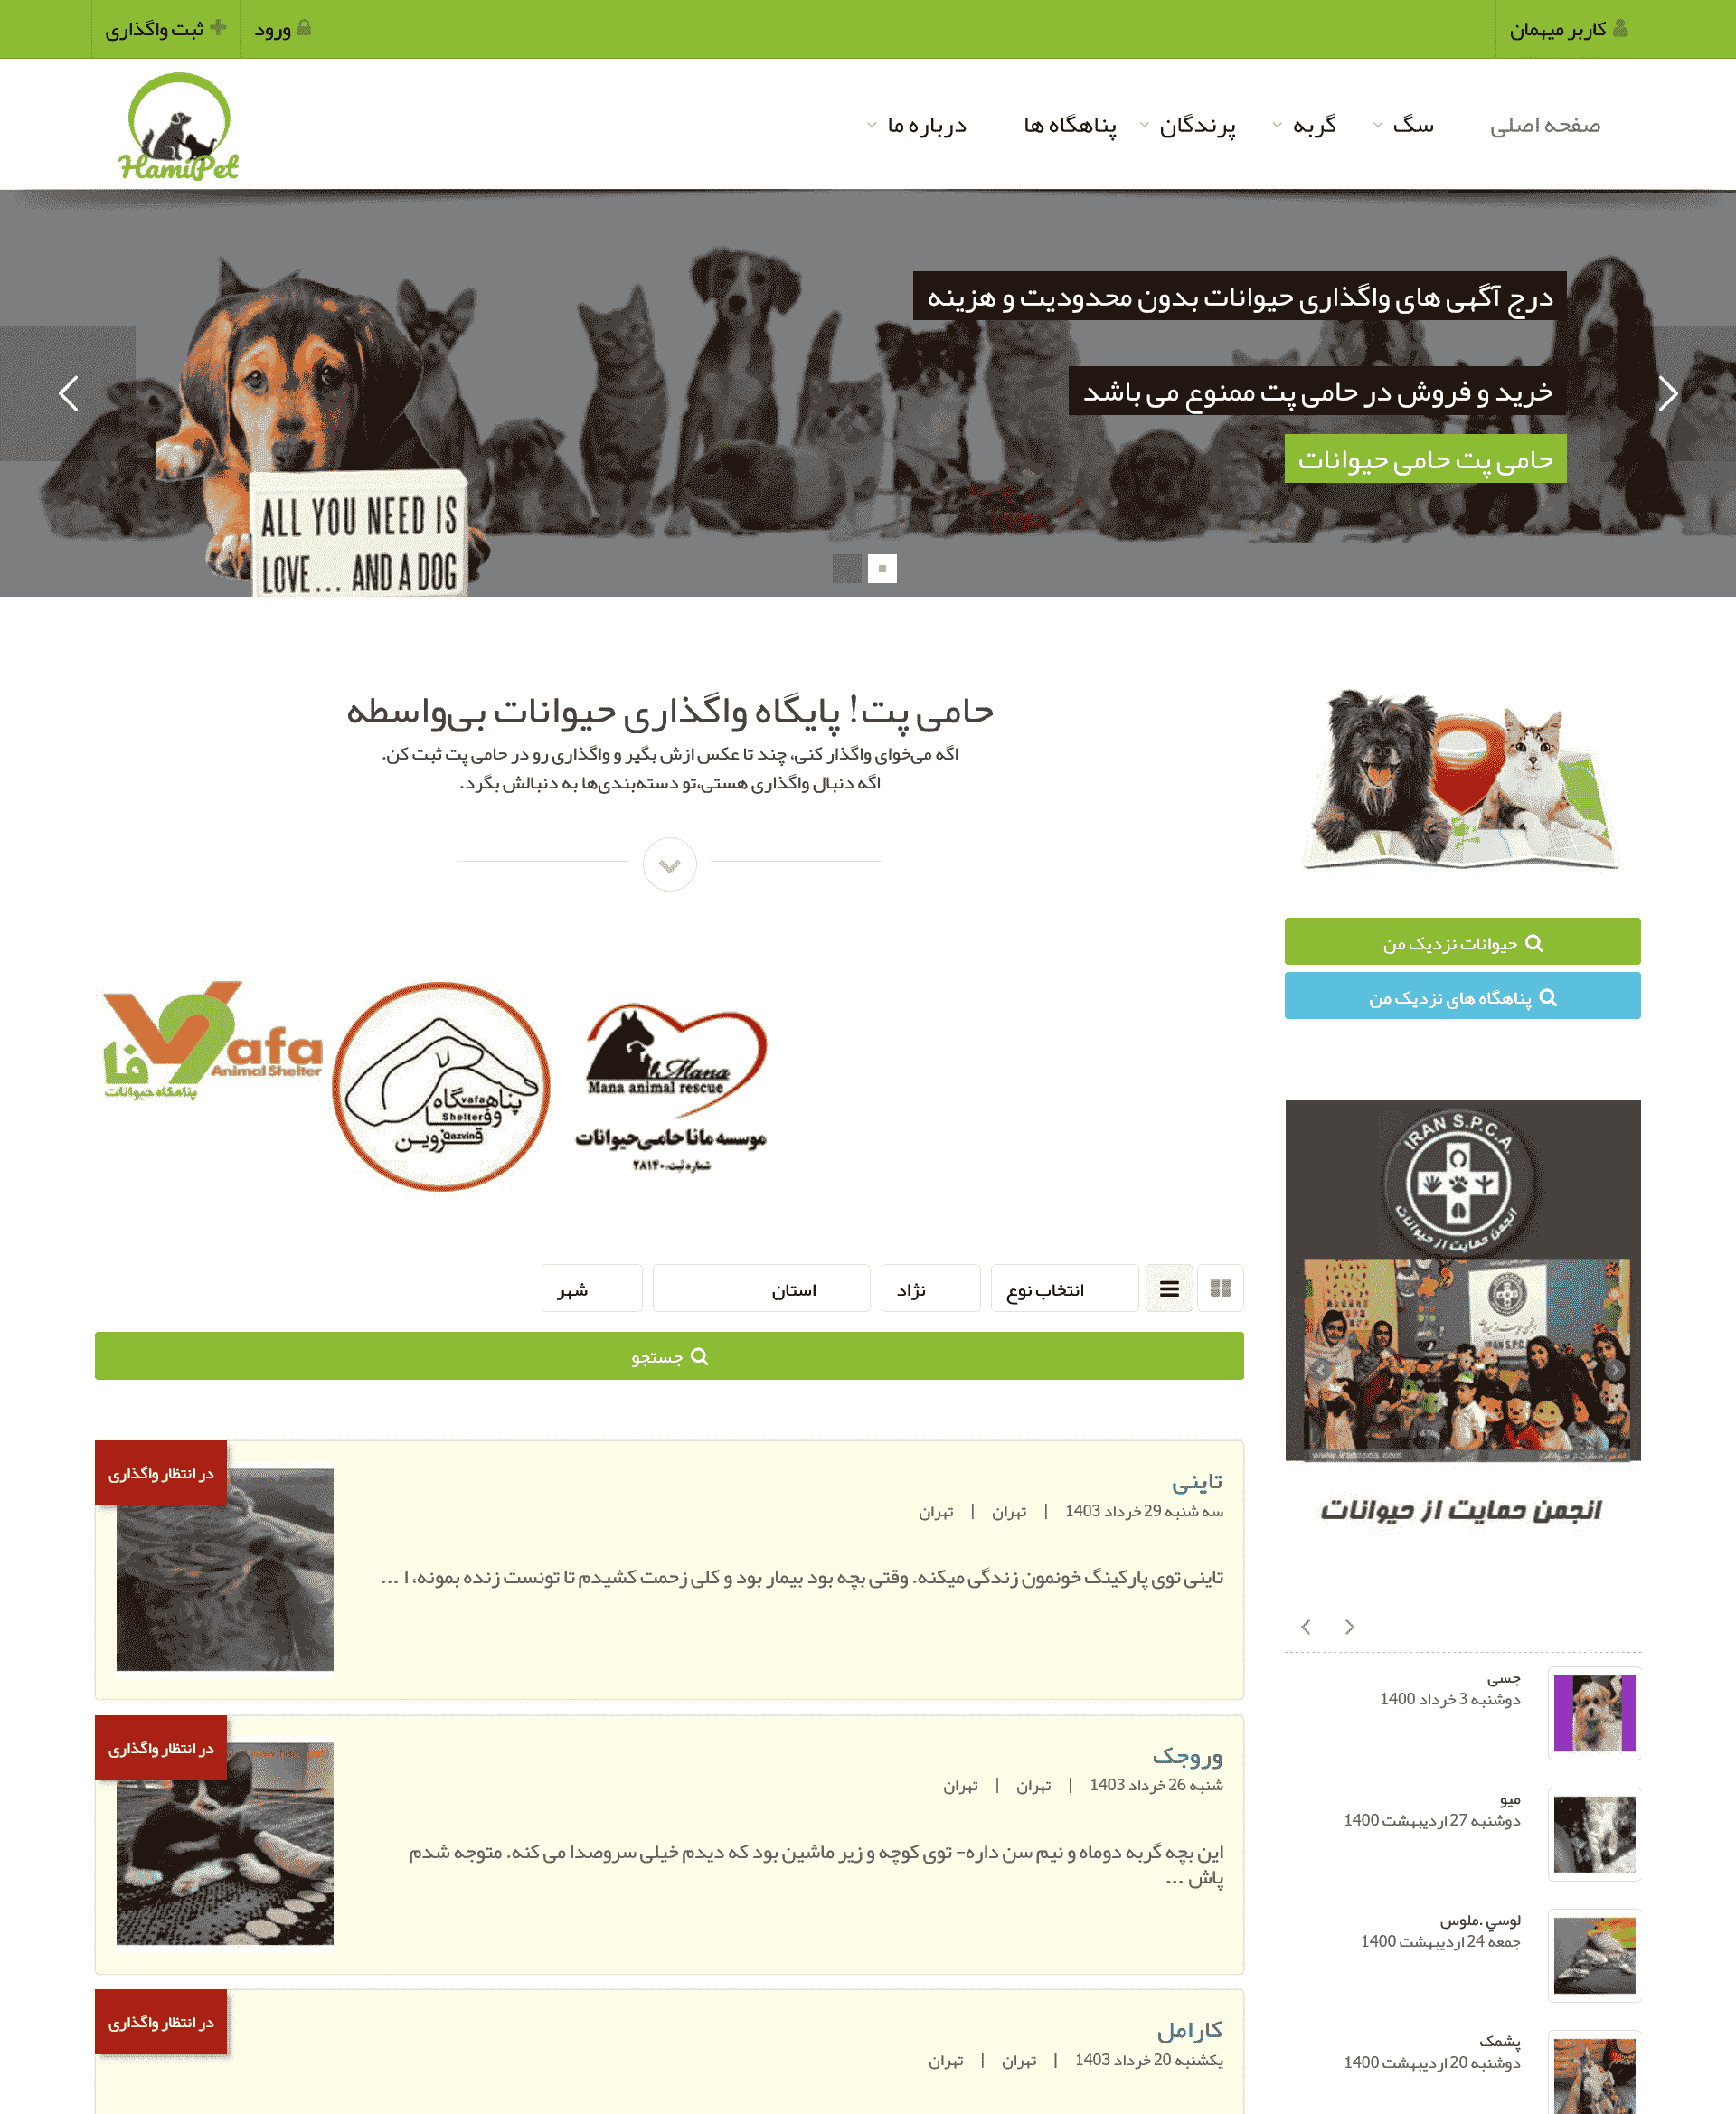 کاربر میهمان
ورود
ثبت واگذاری
صفحه اصلی
سگ
گربه
پرندگان
پناهگاه ها
درباره ما
HamiPet
درج آگهی های واگذاری حیوانات بدون محدودیت و هزینه
خرید و فروش در حامی پت ممنوع می باشد
حامی پت حامی حیوانات
ALL YOU NEED IS
LOVE... AND A DOG
حامی پت! پایگاه واگذاری حیوانات بی‌واسطه
اگه می‌خوای واگذار کنی، چند تا عکس ازش بگیر و واگذاری رو در حامی پت ثبت کن.
اگه دنبال واگذاری هستی،تو دسته‌بندی‌ها به دنبالش بگرد.
حیوانات نزدیک من
پناهگاه های نزدیک من
Mana
Mana animal rescue
موسسه مانا حامی حیوانات
شماره ثبت: ۲۸۱۴۰
پناهگاه
vafa
وفا
Shelter
قزوین
Qazvin
Vafa
Animal Shelter
وفا
پناهگاه حیوانات
IRAN S.P.C.A.
انجمن حمایت از حیوانات
IRAN S.P.C.A.
www.iranspca.com
انجمن حمایت از حیوانات
انجمن حمایت از حیوانات
انتخاب نوع
نژاد
استان
شهر
جستجو
در انتظار واگذاری
تاینی
سه شنبه 29 خرداد 1403 | تهران | تهران
تاینی توی پارکینگ خونمون زندگی میکنه. وقتی بچه بود بیمار بود و کلی زحمت کشیدم تا تونست زنده بمونه، ا ...
در انتظار واگذاری
وروجک
شنبه 26 خرداد 1403 | تهران | تهران
این بچه گربه دوماه و نیم سن داره- توی کوچه و زیر ماشین بود که دیدم خیلی سروصدا می کنه. متوجه شدم
پاش ...
در انتظار واگذاری
کارامل
یکشنبه 20 خرداد 1403 | تهران | تهران
جسی
دوشنبه 3 خرداد 1400
میو
دوشنبه 27 اردیبهشت 1400
لوسي .ملوس
جمعه 24 اردیبهشت 1400
پشمک
دوشنبه 20 اردیبهشت 1400